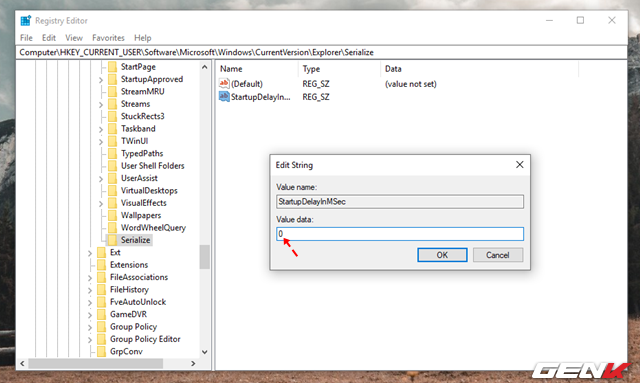 Registry Editor
File Edit View Favorites Help
Computer\HKEY_CURRENT_USER\Software\Microsoft\Windows\CurrentVersion\Explorer\Serialize
StartPage
StartupApproved
StreamMRU
Streams
StuckRects3
Taskband
TWinUI
TypedPaths
User Shell Folders
UserAssist
VirtualDesktops
VisualEffects
Wallpapers
WordWheelQuery
Serialize
Ext
Extensions
FileAssociations
FileHistory
FveAutoUnlock
GameDVR
Group Policy
Group Policy Editor
GrpConv
Name Type Data
(Default) REG_SZ (value not set)
StartupDelayIn... REG_SZ
Edit String
Value name:
StartupDelayInMSec
Value data:
0
OK Cancel
GENK